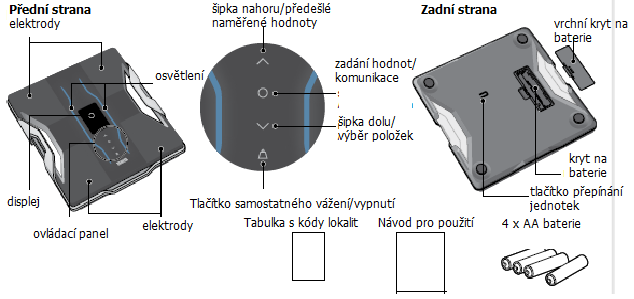 Přední strana
elektrody
osvětlení
displej
ovládací panel
elektrody
šipka nahoru/předešlé
naměřené hodnoty
zadání hodnot/
komunikace
šipka dolu/
výběr položek
Tlačítko samostatného vážení/vypnutí
Zadní strana
vrchní kryt na
baterie
kryt na
baterie
tlačítko přepínání
jednotek
Tabulka s kódy lokalit
Návod pro použití
4 x AA baterie